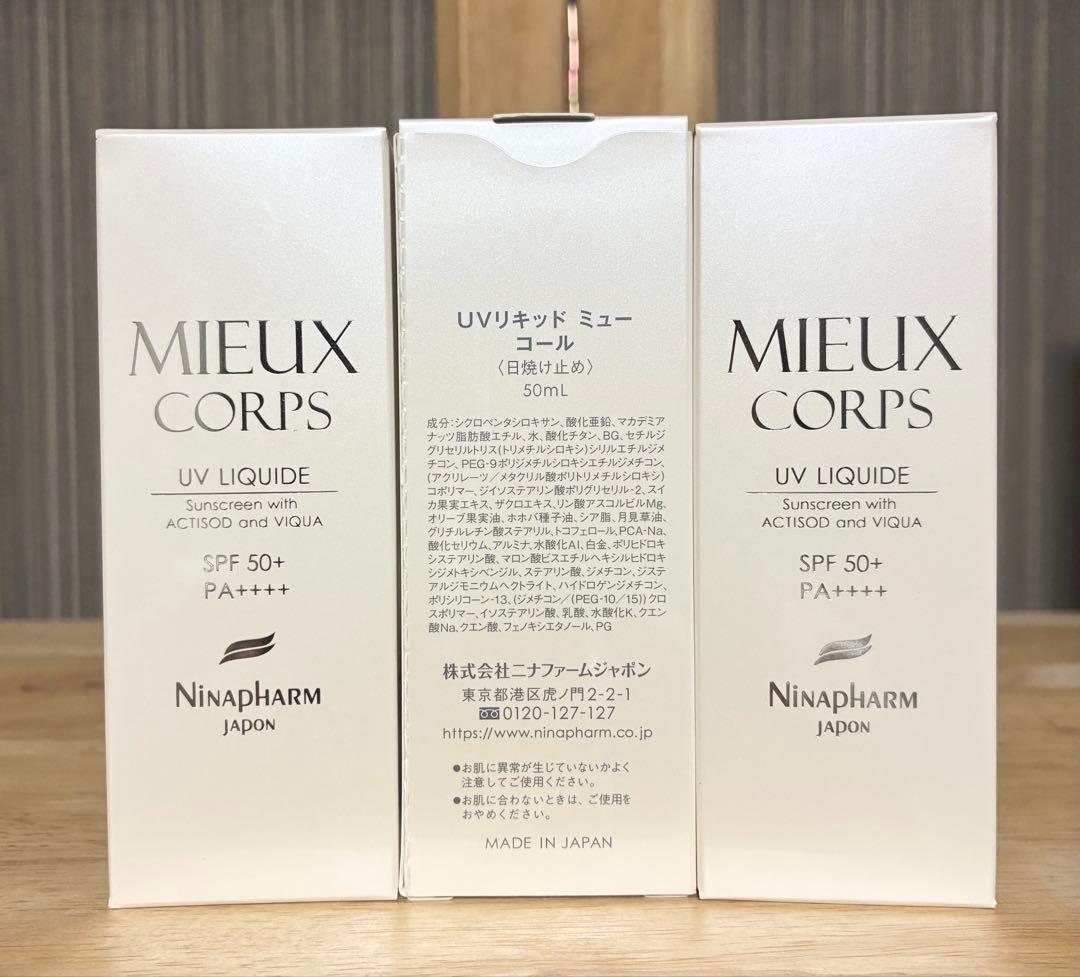 MIEUX
CORPS
UV LIQUIDE
Sunscreen with
ACTISOD and VIQUA
SPF 50+
PA++++
NINAPHARM
JAPON
UVリキッド ミュー
コール
〈日焼け止め〉
50mL
成分:シクロペンタシロキサン、酸化亜鉛、マカデミア
ナッツ脂肪酸エチル、水、酸化チタン、BG、セチルジ
グリセリルトリス(トリメチルシロキシ)シリルエチルジメ
チコン、PEG-9ポリジメチルシロキシエチルジメチコン、
(アクリレーツ/メタクリル酸ポリトリメチルシロキシ)
コポリマー、ジイソステアリン酸ポリグリセリル-2、スイ
カ果実エキス、ザクロエキス、リン酸アスコルビルMg、
オリーブ果実油、ホホバ種子油、シア脂、月見草油、
グリチルレチン酸ステアリル、トコフェロール、PCA-Na、
酸化セリウム、アルミナ、水酸化Al、白金、ポリヒドロキ
システアリン酸、マロン酸ビスエチルヘキシルヒドロキ
シジメトキシベンジル、ステアリン酸、ジメチコン、ジステ
アルジモニウムヘクトライト、ハイドロゲンジメチコン、
ポリシリコーン-13、(ジメチコン/(PEG-10/15))クロ
スポリマー、イソステアリン酸、乳酸、水酸化K、クエン
酸Na、クエン酸、フェノキシエタノール、PG
株式会社ニナファームジャポン
東京都港区虎ノ門2-2-1
0120-127-127
https://www.ninapharm.co.jp
●お肌に異常が生じていないかよく
注意してご使用ください。
●お肌に合わないときは、ご使用を
おやめください。
MADE IN JAPAN
MIEUX
CORPS
UV LIQUIDE
Sunscreen with
ACTISOD and VIQUA
SPF 50+
PA++++
NINAPHARM
JAPON